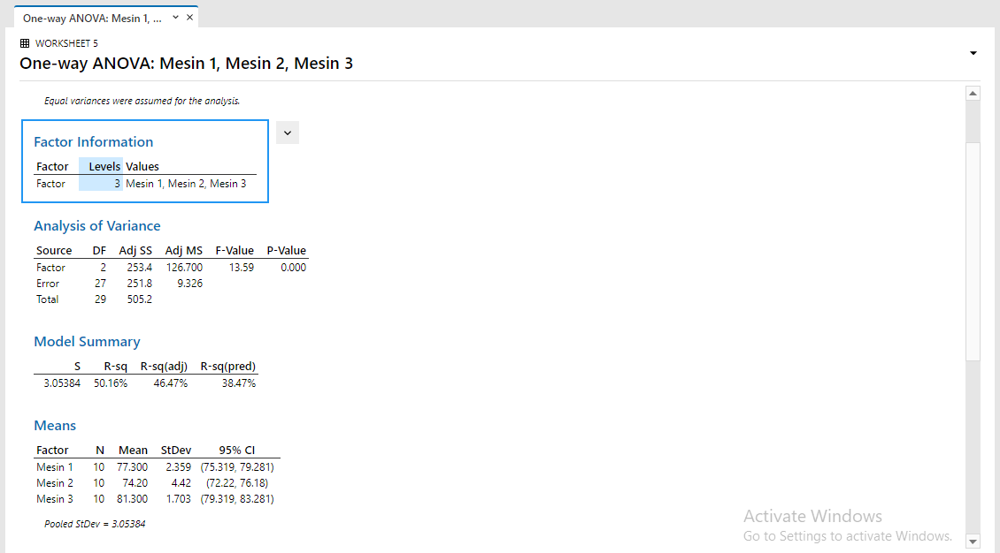 One-way ANOVA: Mesin 1, ...
WORKSHEET 5
One-way ANOVA: Mesin 1, Mesin 2, Mesin 3
Equal variances were assumed for the analysis.
Factor Information
Factor Levels Values
Factor 3 Mesin 1, Mesin 2, Mesin 3
Analysis of Variance
Source DF Adj SS Adj MS F-Value P-Value
Factor 2 253.4 126.700 13.59 0.000
Error 27 251.8 9.326
Total 29 505.2
Model Summary
S R-sq R-sq(adj) R-sq(pred)
3.05384 50.16% 46.47% 38.47%
Means
Factor N Mean StDev 95% CI
Mesin 1 10 77.300 2.359 (75.319, 79.281)
Mesin 2 10 74.20 4.42 (72.22, 76.18)
Mesin 3 10 81.300 1.703 (79.319, 83.281)
Pooled StDev = 3.05384
Activate Windows
Go to Settings to activate Windows.